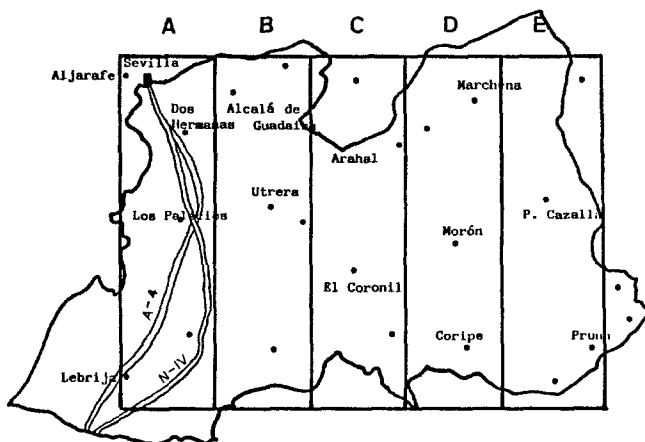 A B C D E
Sevilla
Aljarafe
Marchena
Dos
Hermanas
Alcalá de
Guadaira
Arahal
Utrera
Los Palacios
P. Cazalla
Morón
El Coronil
A-4
N-IV
Coripe
Pruna
Lebrija